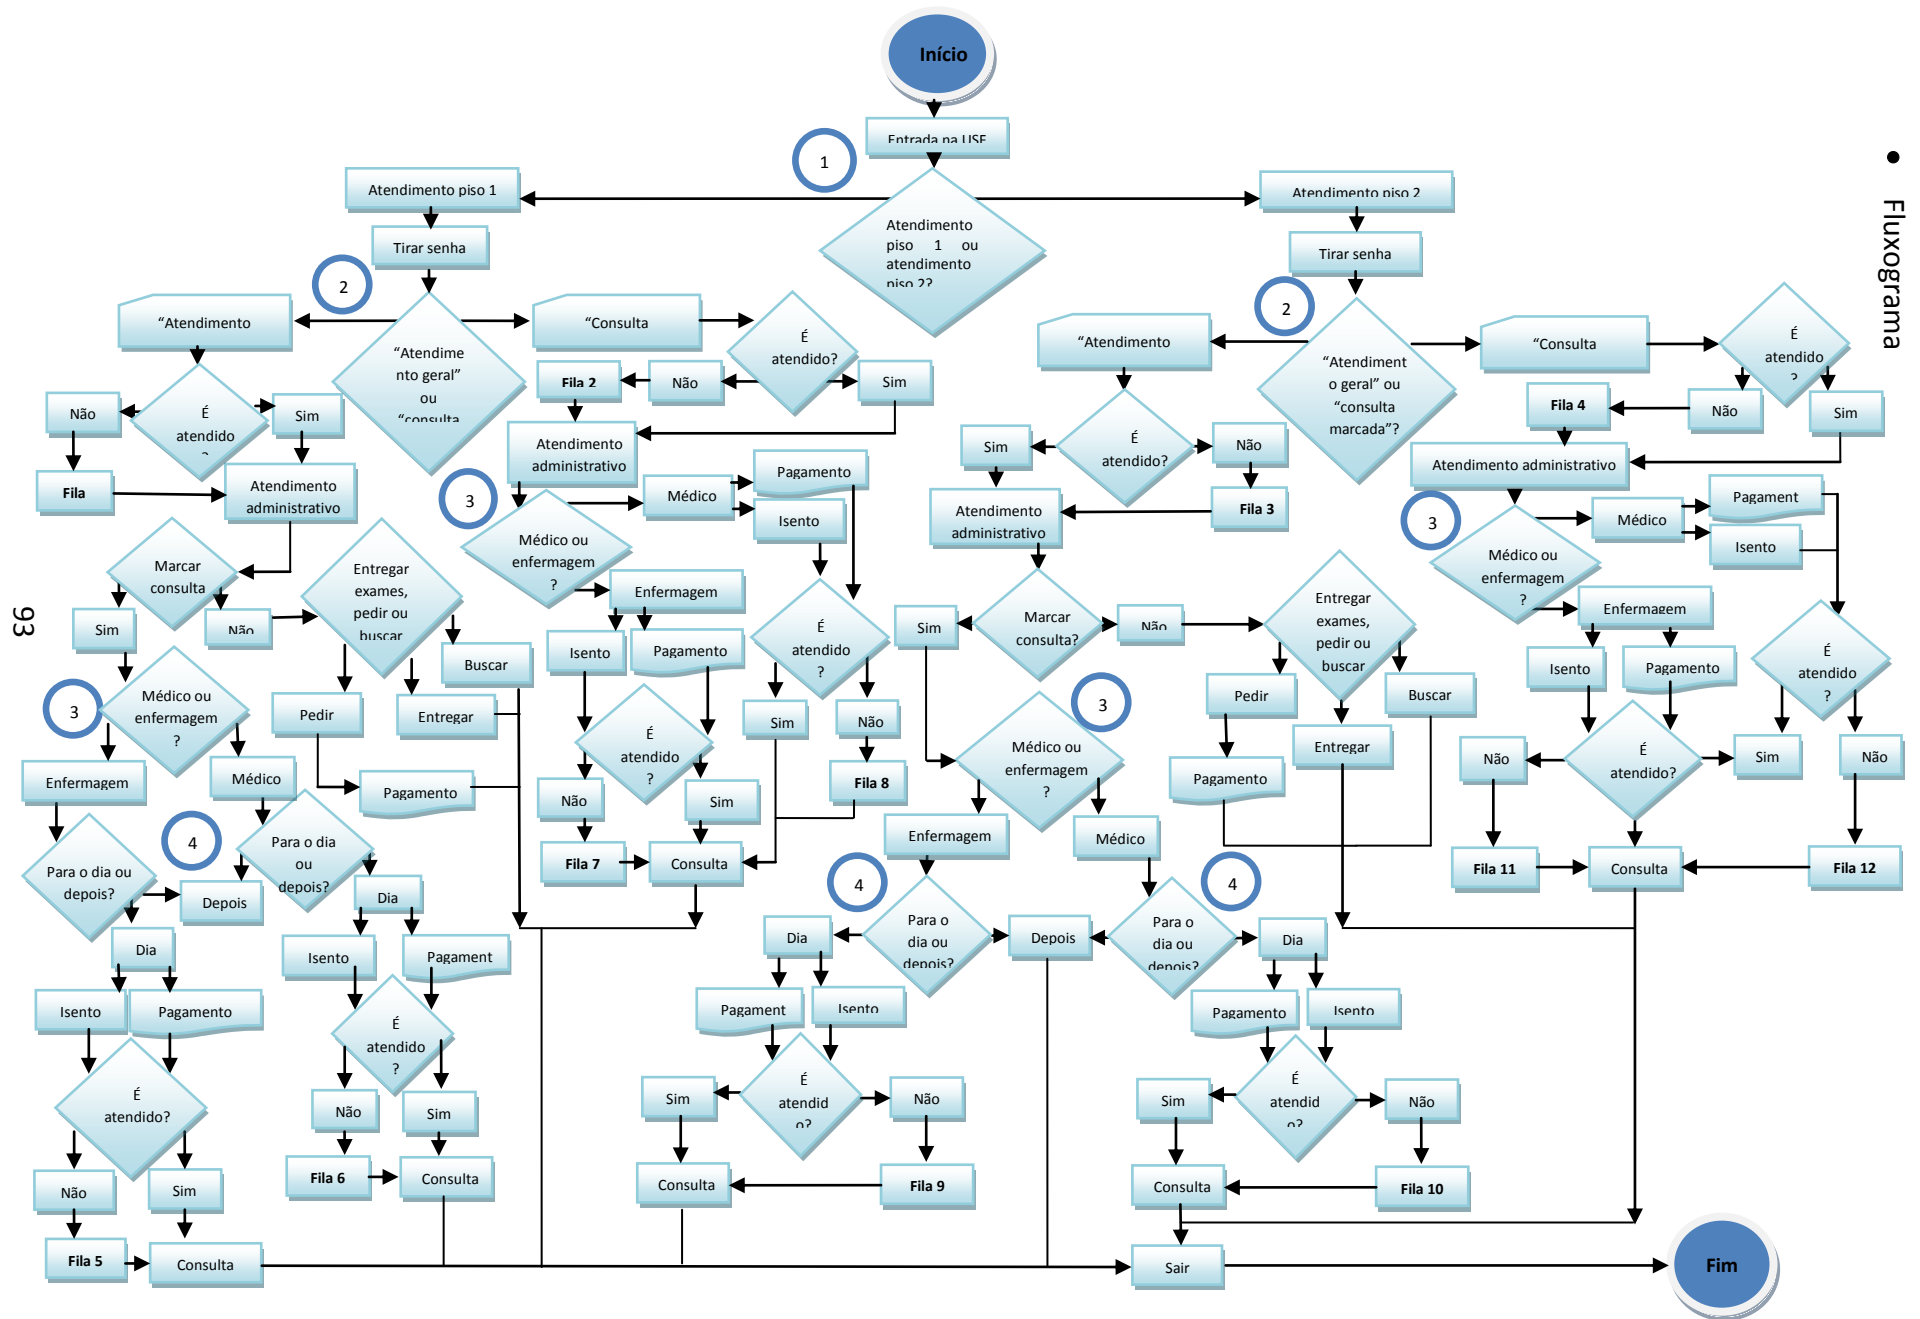 Início
Entrada na USF
1
Atendimento piso 1
Atendimento
piso 1 ou
atendimento
piso 2?
Atendimento piso 2
• Fluxograma
Tirar senha
Tirar senha
2
2
“Atendimento
“Atendime
nto geral”
ou
“consulta
“Consulta
É
atendido?
Fila 2
Não
Sim
“Atendimento
“Atendiment
o geral” ou
“consulta
marcada”?
“Consulta
É
atendido
?
Fila 4
Não
Sim
Não
É
atendido
?
Sim
Fila
Atendimento
administrativo
Atendimento
administrativo
Sim
É
atendido?
Não
Fila 3
Atendimento
administrativo
Atendimento administrativo
3
Médico
Pagamento
Isento
Médico ou
enfermagem
?
Enfermagem
Isento
Pagamento
É
atendido
?
3
Médico
Pagament
Isento
Médico ou
enfermagem
?
Enfermagem
Isento
Pagamento
É
atendido
?
Marcar
consulta
Sim
Não
Entregar
exames,
pedir ou
buscar
Buscar
Pedir
Entregar
Pagamento
93
Sim
Marcar
consulta?
Não
Entregar
exames,
pedir ou
buscar
Pedir
Buscar
Entregar
Pagamento
3
Médico ou
enfermagem
?
Enfermagem
Médico
É
atendido
?
Sim
Não
Fila 8
Não
Sim
Fila 7
Consulta
3
Médico ou
enfermagem
?
Enfermagem
Médico
Não
É
atendido?
Sim
Não
Fila 11
Consulta
Fila 12
4
Para o dia ou
depois?
Depois
Para o dia
ou
depois?
Dia
Dia
Isento
Pagament
Isento
Pagamento
É
atendido
?
É
atendido?
Não
Sim
Fila 6
Consulta
Não
Sim
Fila 5
Consulta
4
4
Dia
Para o
dia ou
depois?
Depois
Para o
dia ou
depois?
Dia
Pagament
Isento
Pagamento
Isento
Sim
É
atendid
o?
Não
Consulta
Fila 9
Sim
É
atendid
o?
Não
Consulta
Fila 10
Sair
Fim